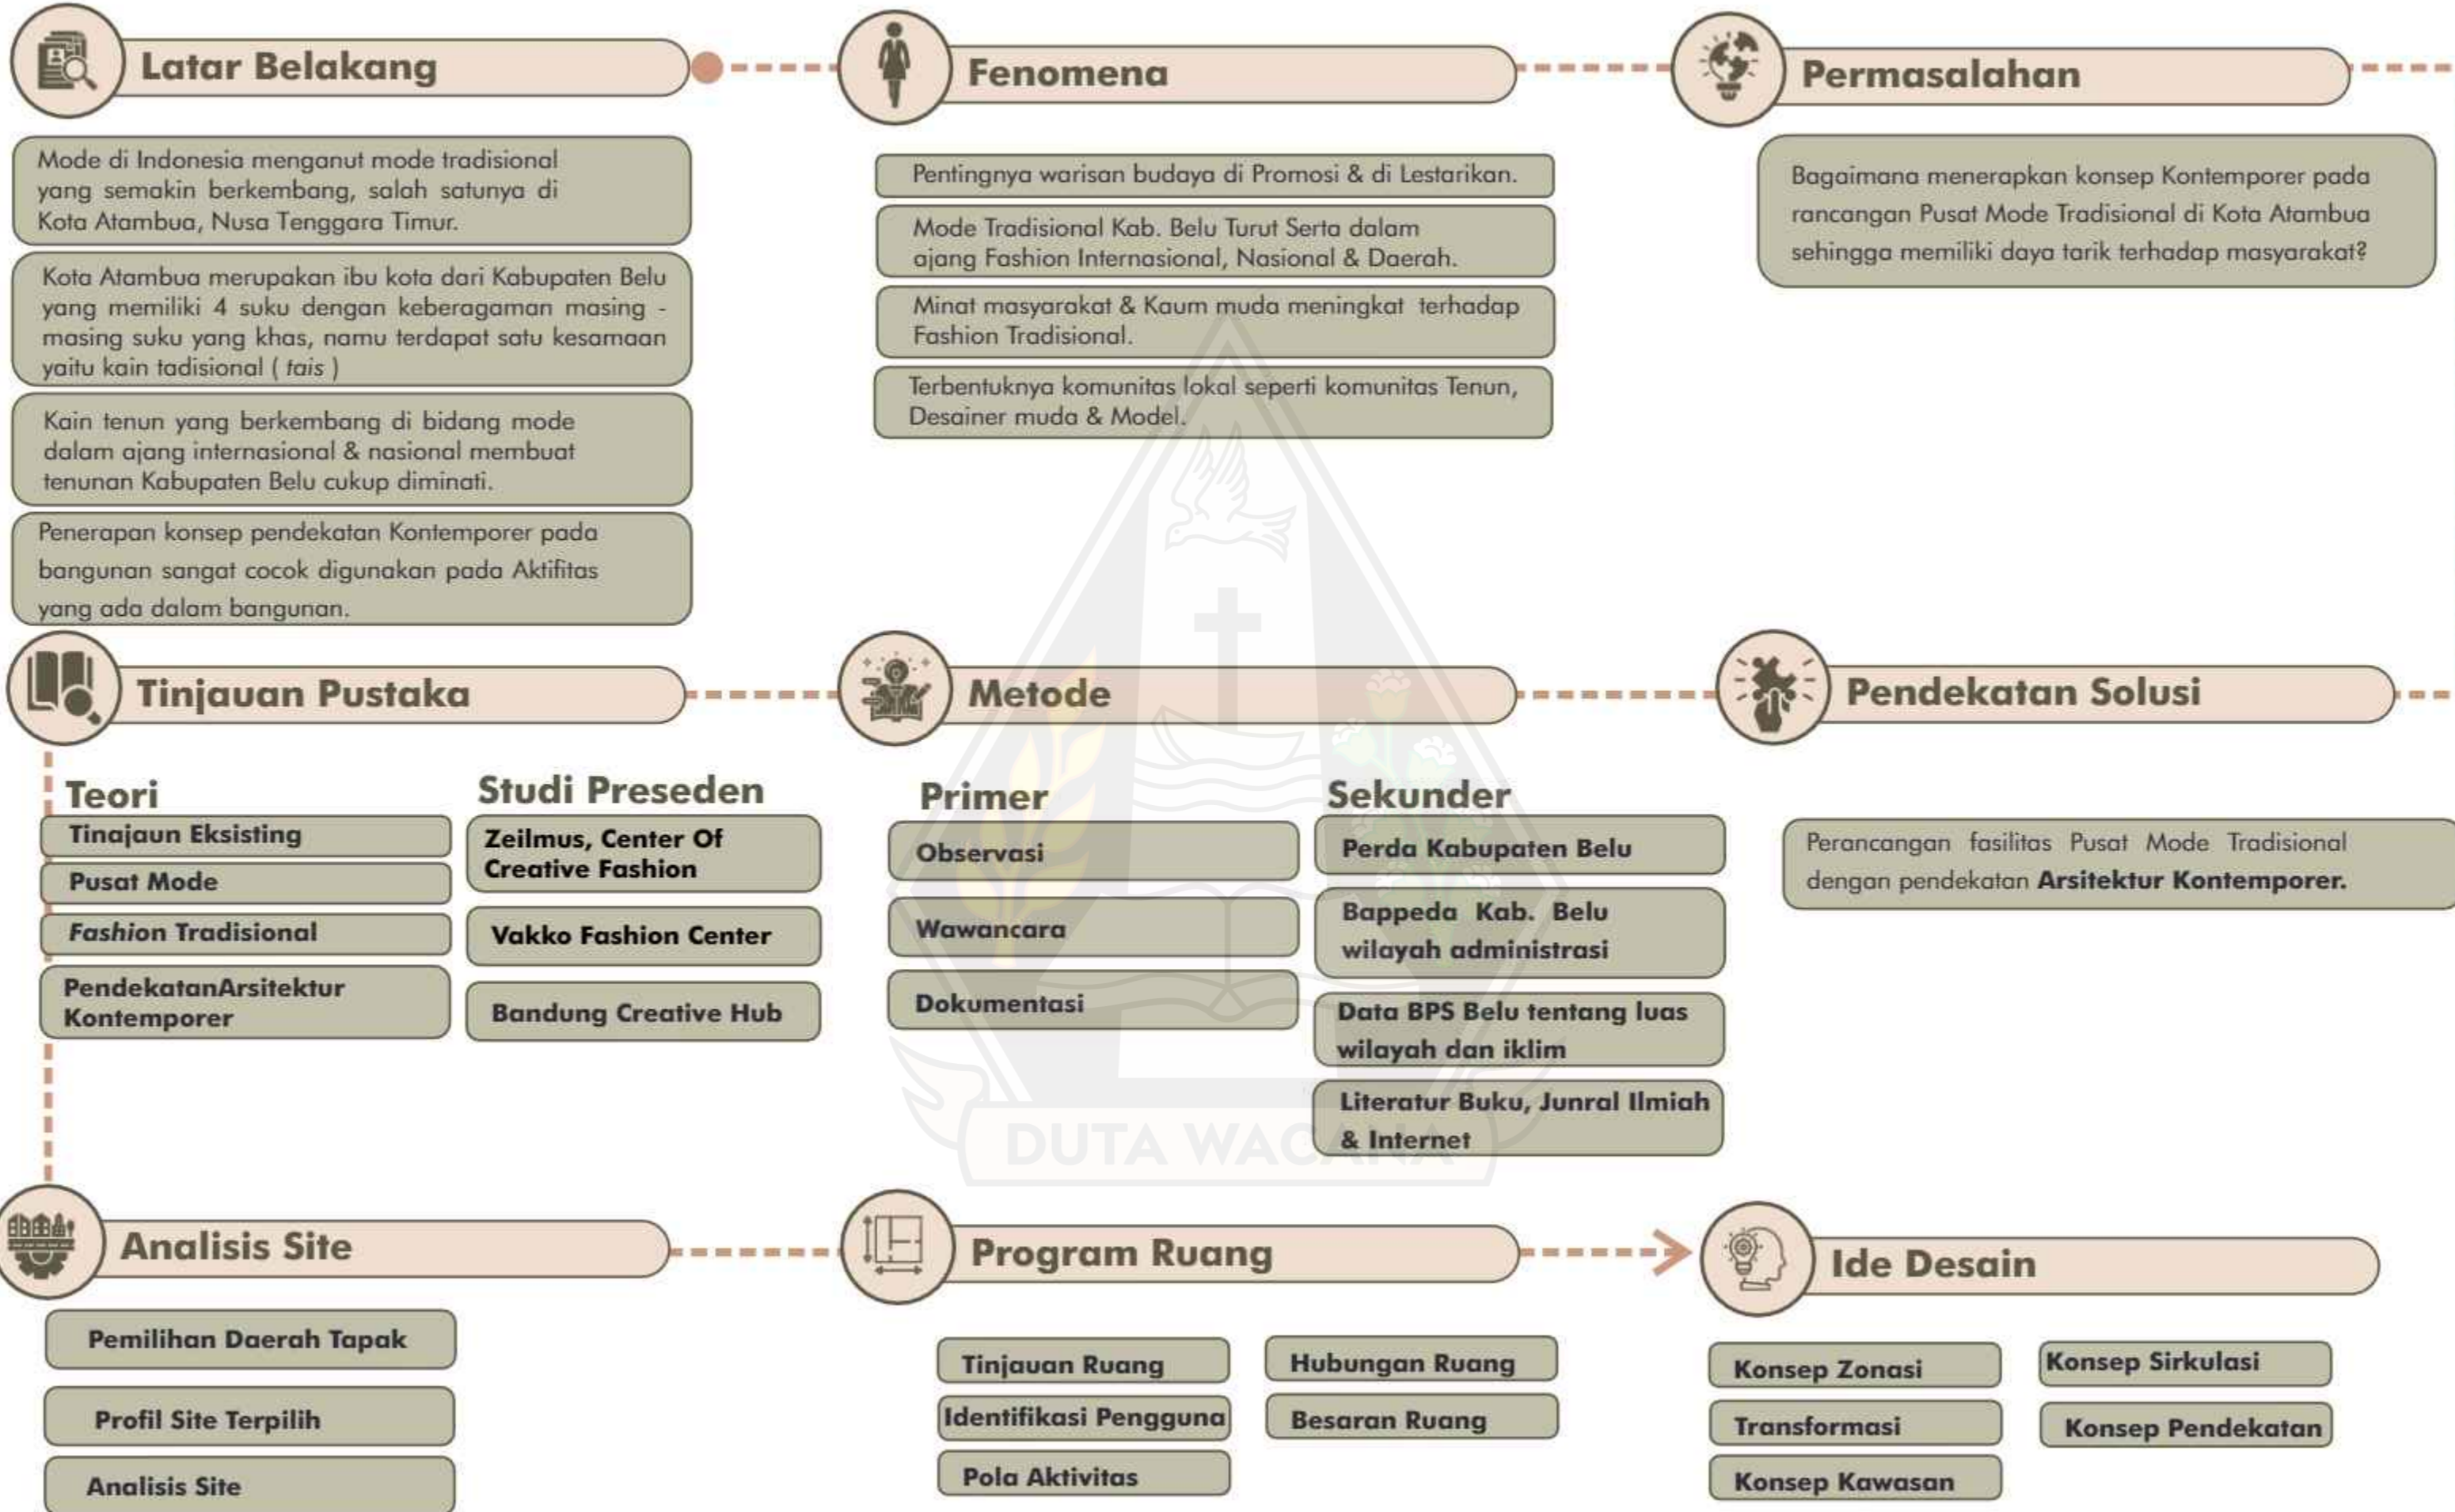 Latar Belakang
Mode di Indonesia menganut mode tradisional
yang semakin berkembang, salah satunya di
Kota Atambua, Nusa Tenggara Timur.
Kota Atambua merupakan ibu kota dari Kabupaten Belu
yang memiliki 4 suku dengan keberagaman masing -
masing suku yang khas, namu terdapat satu kesamaan
yaitu kain tadisional ( tais )
Kain tenun yang berkembang di bidang mode
dalam ajang internasional & nasional membuat
tenunan Kabupaten Belu cukup diminati.
Penerapan konsep pendekatan Kontemporer pada
bangunan sangat cocok digunakan pada Aktifitas
yang ada dalam bangunan.
Fenomena
Pentingnya warisan budaya di Promosi & di Lestarikan.
Mode Tradisional Kab. Belu Turut Serta dalam
ajang Fashion Internasional, Nasional & Daerah.
Minat masyarakat & Kaum muda meningkat terhadap
Fashion Tradisional.
Terbentuknya komunitas lokal seperti komunitas Tenun,
Desainer muda & Model.
Permasalahan
Bagaimana menerapkan konsep Kontemporer pada
rancangan Pusat Mode Tradisional di Kota Atambua
sehingga memiliki daya tarik terhadap masyarakat?
Tinjauan Pustaka
Teori
Tinajaun Eksisting
Pusat Mode
Fashion Tradisional
PendekatanArsitektur
Kontemporer
Studi Preseden
Zeilmus, Center Of
Creative Fashion
Vakko Fashion Center
Bandung Creative Hub
Metode
Primer
Observasi
Wawancara
Dokumentasi
Sekunder
Perda Kabupaten Belu
Bappeda Kab. Belu
wilayah administrasi
Data BPS Belu tentang luas
wilayah dan iklim
Literatur Buku, Junral Ilmiah
& Internet
Pendekatan Solusi
Perancangan fasilitas Pusat Mode Tradisional
dengan pendekatan Arsitektur Kontemporer.
DUTA WACANA
Analisis Site
Pemilihan Daerah Tapak
Profil Site Terpilih
Analisis Site
Program Ruang
Tinjauan Ruang
Identifikasi Pengguna
Pola Aktivitas
Hubungan Ruang
Besaran Ruang
Ide Desain
Konsep Zonasi
Transformasi
Konsep Kawasan
Konsep Sirkulasi
Konsep Pendekatan